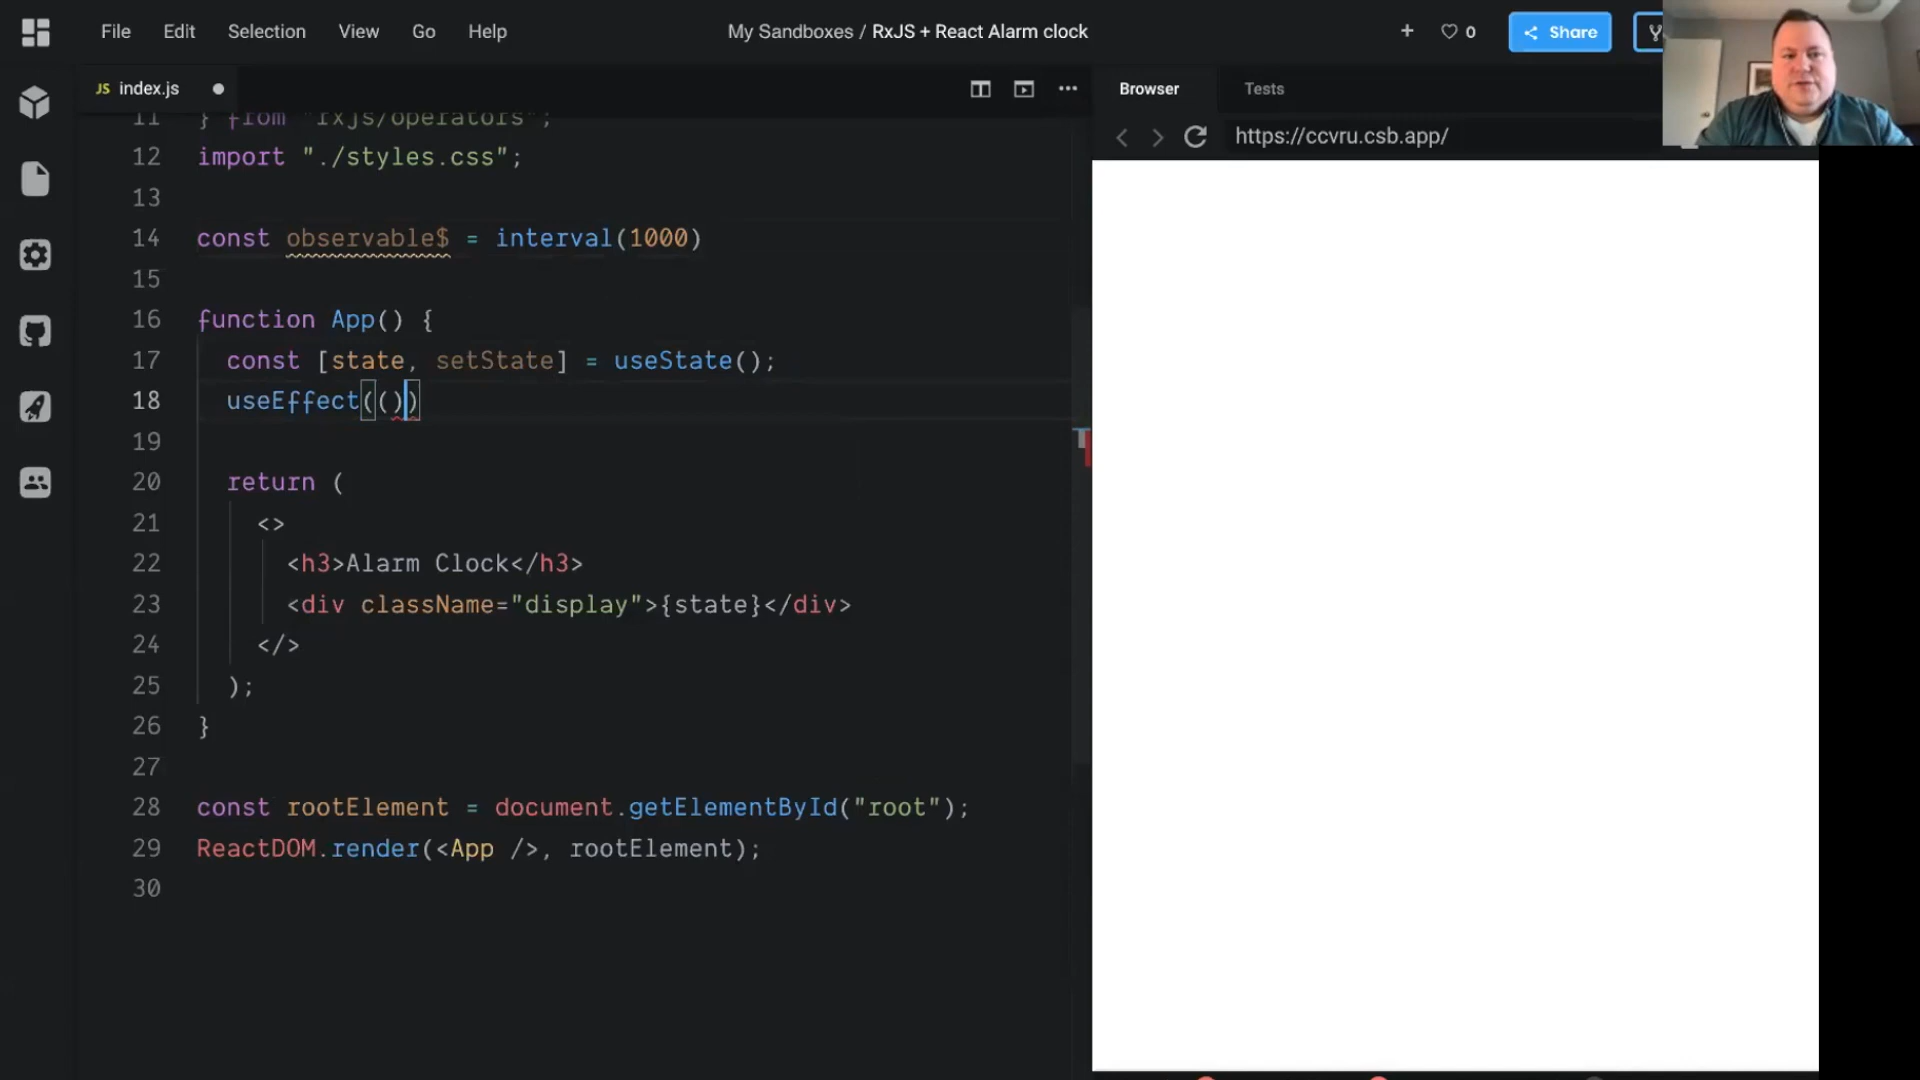 File Edit Selection View Go Help
My Sandboxes / RxJS + React Alarm clock
+ 0 Share
JS index.js
Browser Tests
https://ccvru.csb.app/
11 } from "rxjs/operators";
12 import "./styles.css";
13
14 const observable$ = interval(1000)
15
16 function App() {
17 const [state, setState] = useState();
18 useEffect(())
19
20 return (
21 <>
22 <h3>Alarm Clock</h3>
23 <div className="display">{state}</div>
24 </>
25 );
26 }
27
28 const rootElement = document.getElementById("root");
29 ReactDOM.render(<App />, rootElement);
30